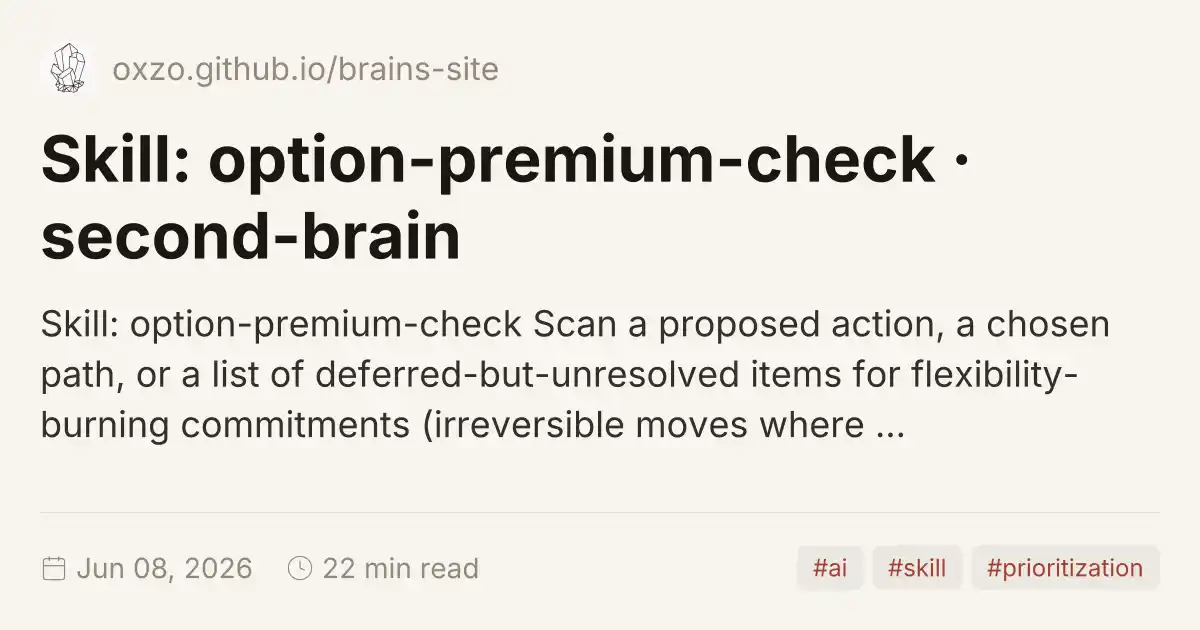 oxzo.github.io/brains-site
Skill: option-premium-check ·
second-brain
Skill: option-premium-check Scan a proposed action, a chosen
path, or a list of deferred-but-unresolved items for flexibility-
burning commitments (irreversible moves where ...
Jun 08, 2026 22 min read #ai #skill #prioritization